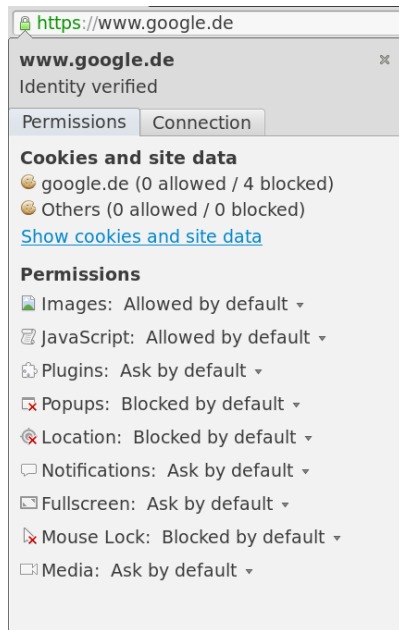 https://www.google.de
www.google.de
Identity verified
Permissions Connection
Cookies and site data
google.de (0 allowed / 4 blocked)
Others (0 allowed / 0 blocked)
Show cookies and site data
Permissions
Images: Allowed by default
JavaScript: Allowed by default
Plugins: Ask by default
Popups: Blocked by default
Location: Blocked by default
Notifications: Ask by default
Fullscreen: Ask by default
Mouse Lock: Blocked by default
Media: Ask by default